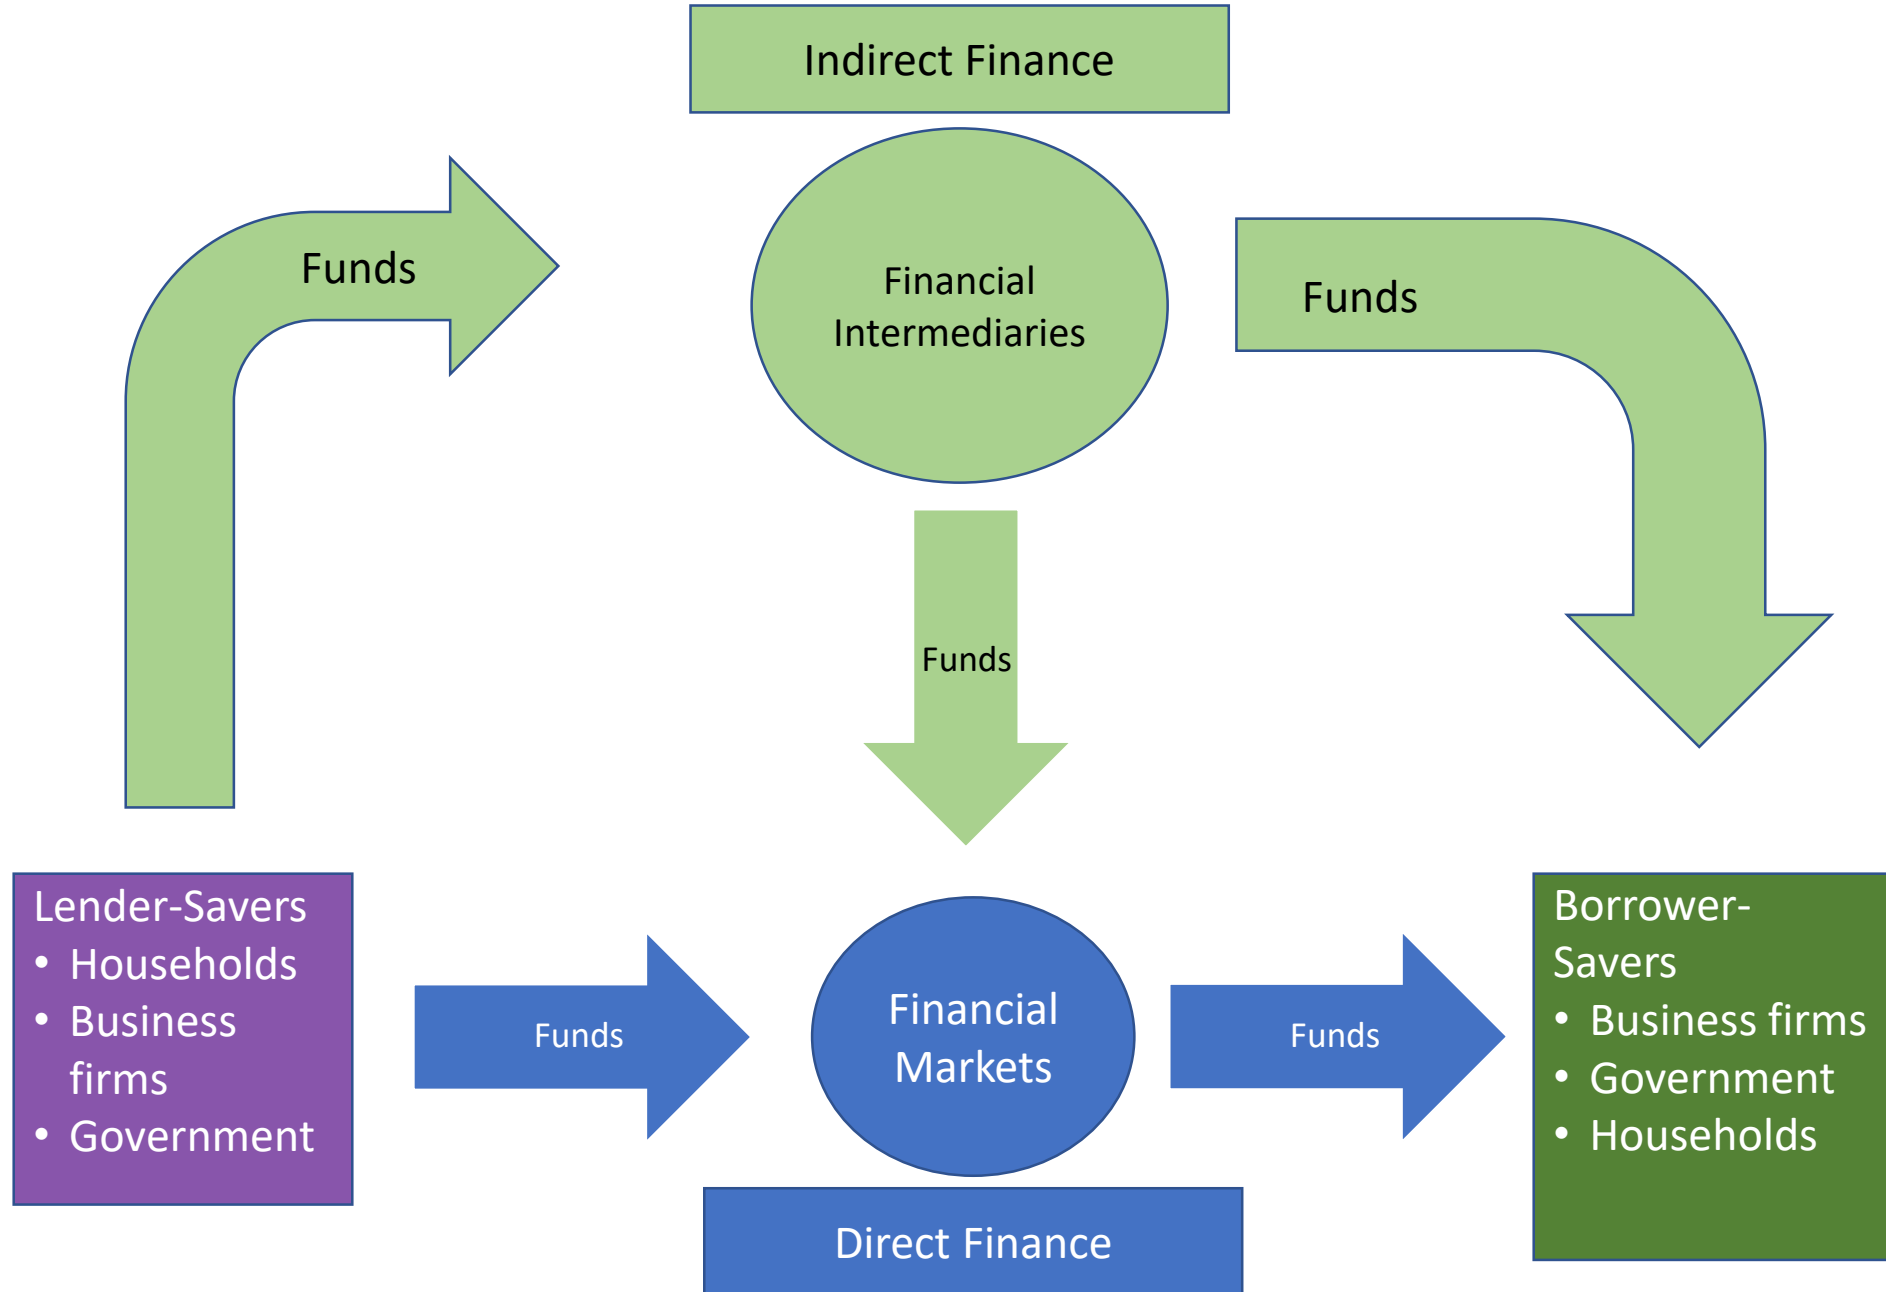 Indirect Finance
Funds
Financial
Intermediaries
Funds
Funds
Lender-Savers
• Households
• Business
firms
• Government
Funds
Financial
Markets
Funds
Borrower-
Savers
• Business firms
• Government
• Households
Direct Finance